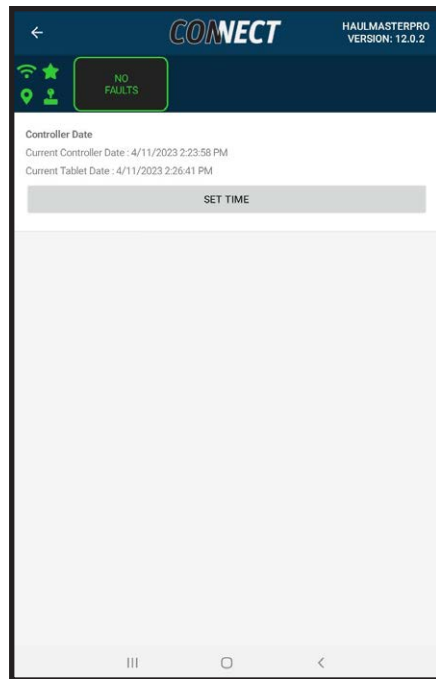 CONNECT
HAULMASTERPRO
VERSION: 12.0.2
NO
FAULTS
Controller Date
Current Controller Date : 4/11/2023 2:23:58 PM
Current Tablet Date : 4/11/2023 2:26:41 PM
SET TIME